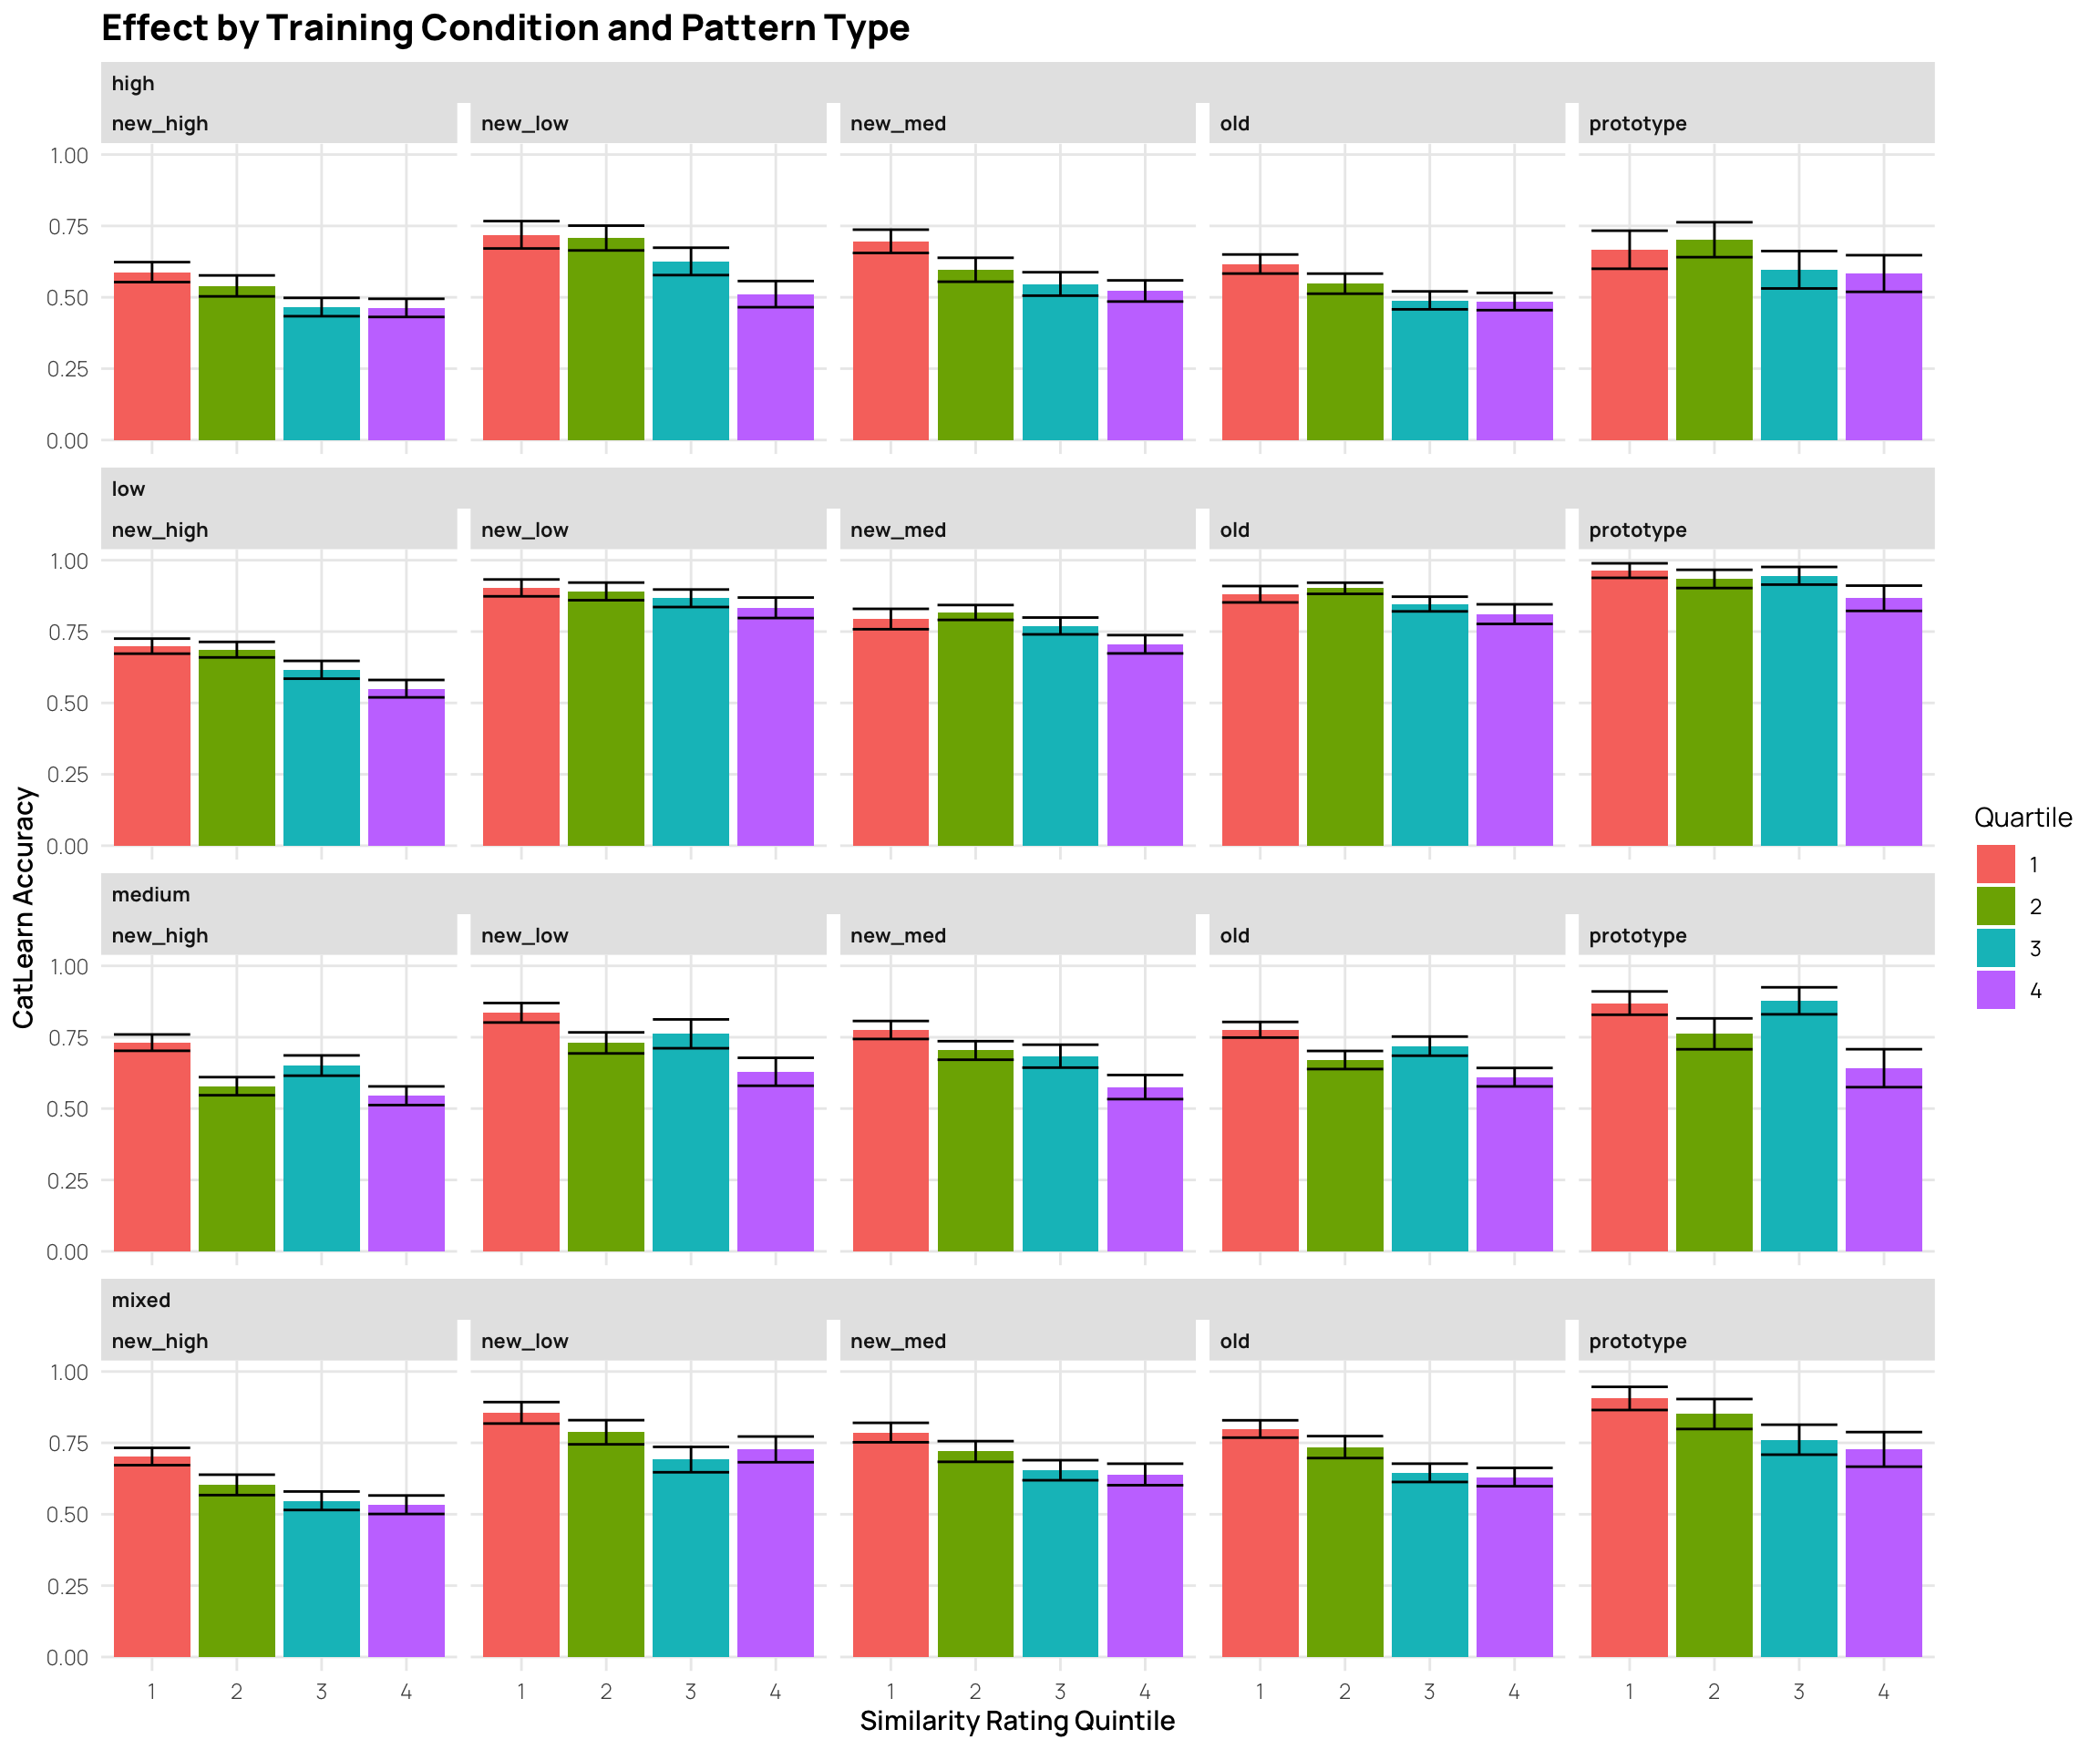 Effect by Training Condition and Pattern Type
high
new_high new_low new_med old prototype
1.00
0.75
0.50
0.25
0.00
low
new_high new_low new_med old prototype
1.00
0.75
0.50
0.25
0.00
medium
new_high new_low new_med old prototype
1.00
0.75
0.50
0.25
0.00
mixed
new_high new_low new_med old prototype
1.00
0.75
0.50
0.25
0.00
1 2 3 4 1 2 3 4 1 2 3 4 1 2 3 4 1 2 3 4
Similarity Rating Quintile
CatLearn Accuracy
Quartile
1
2
3
4